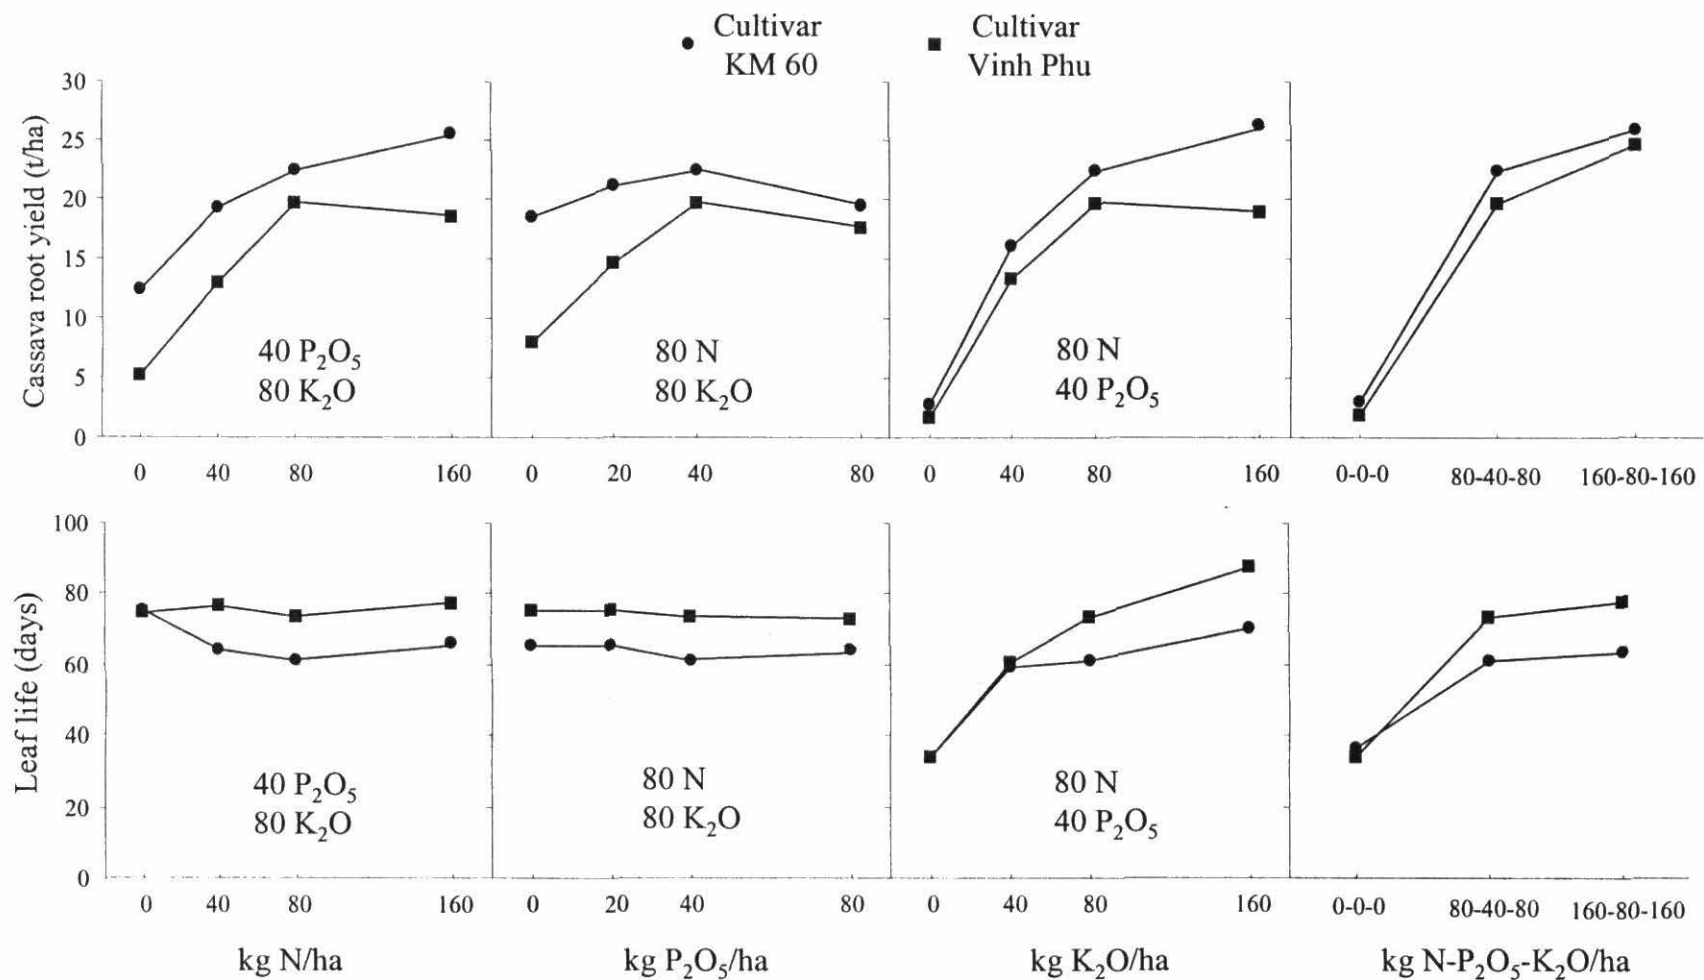 Cultivar
KM 60
Cultivar
Vinh Phu
Cassava root yield (t/ha)
30
25
20
15
10
5
0
40 P₂O₅
80 K₂O
80 N
80 K₂O
80 N
40 P₂O₅
0 40 80 160
0 20 40 80
0 40 80 160
0-0-0 80-40-80 160-80-160
Leaf life (days)
100
80
60
40
20
0
40 P₂O₅
80 K₂O
80 N
80 K₂O
80 N
40 P₂O₅
0 40 80 160
0 20 40 80
0 40 80 160
0-0-0 80-40-80 160-80-160
kg N/ha
kg P₂O₅/ha
kg K₂O/ha
kg N-P₂O₅-K₂O/ha